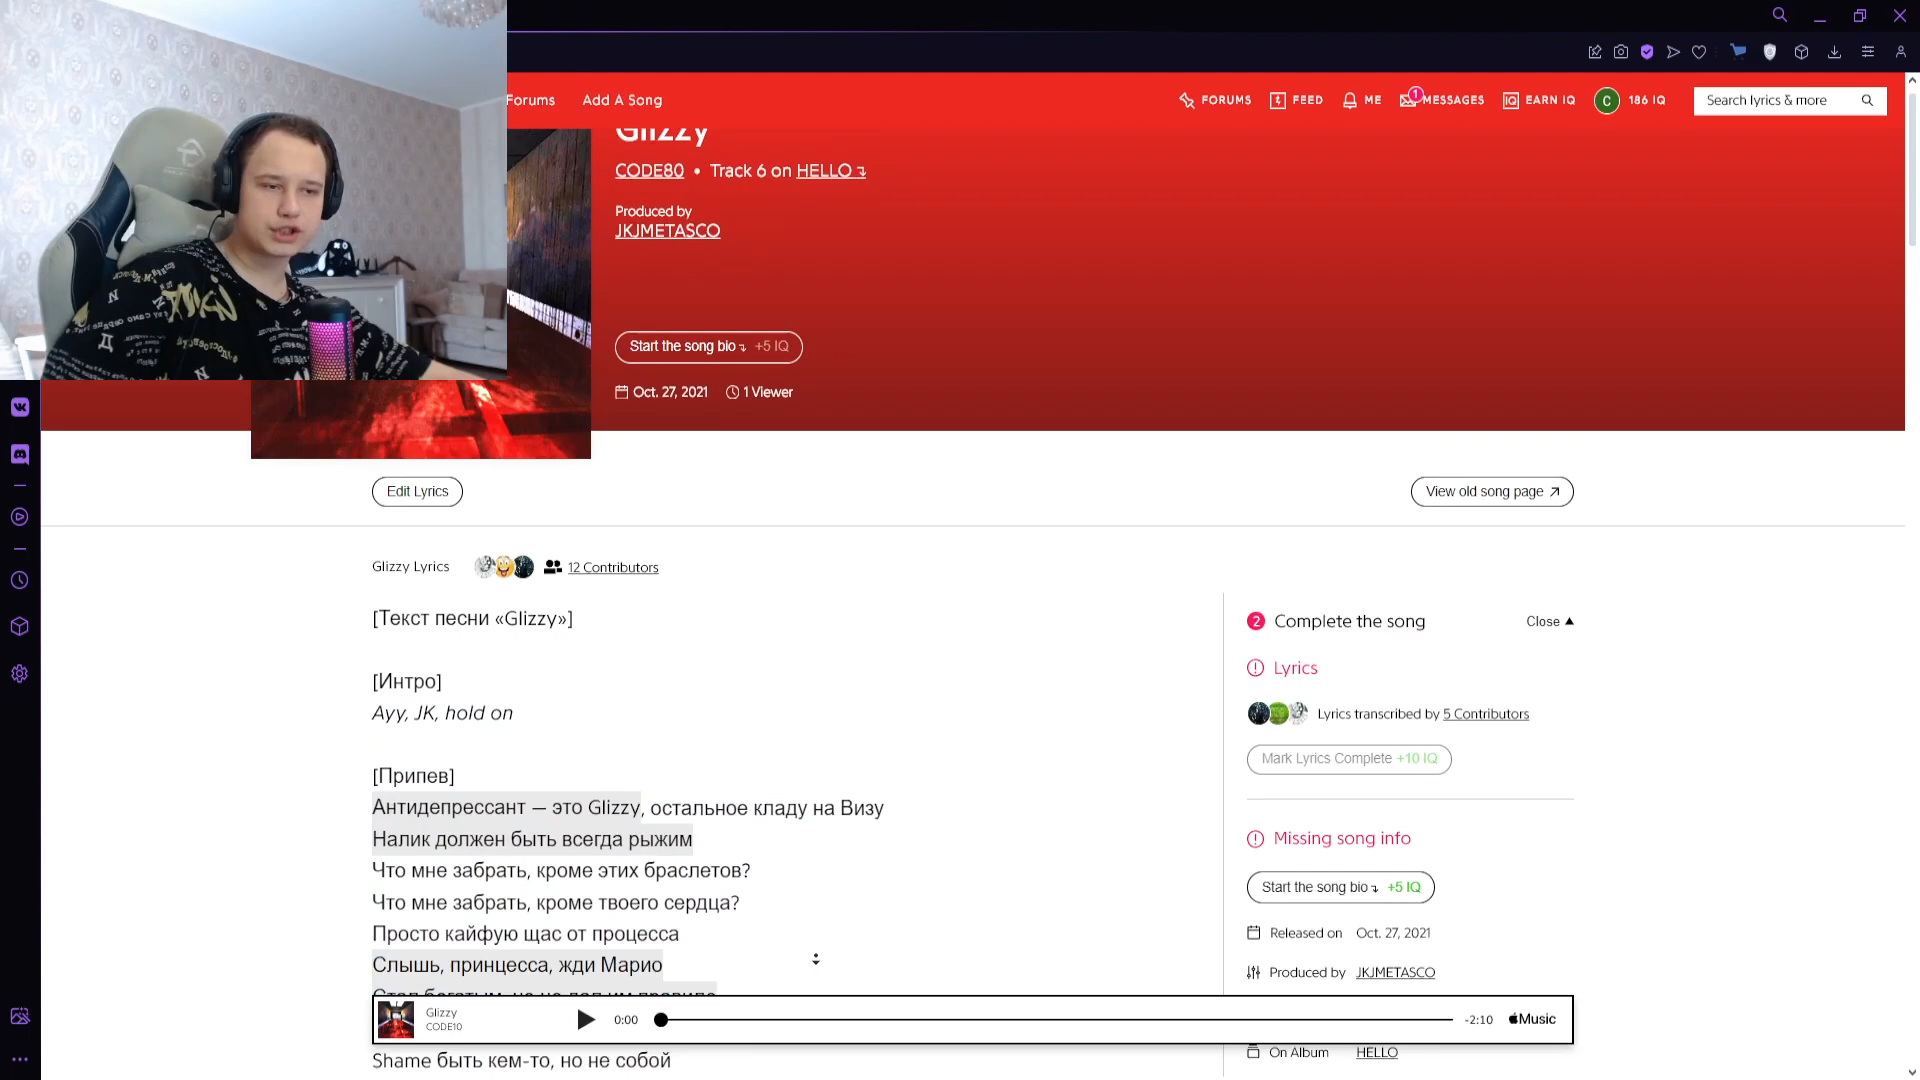 Forums
Add A Song
FORUMS
FEED
ME
1
MESSAGES
IQ
EARN IQ
C
186 IQ
Search lyrics & more
Glizzy
CODE80 • Track 6 on HELLO
Produced by
JKJMETASCO
Start the song bio +5 IQ
Oct. 27, 2021
1 Viewer
Edit Lyrics
View old song page
Glizzy Lyrics
12 Contributors
[Текст песни «Glizzy»]
[Интро]
Ayy, JK, hold on
[Припев]
Антидепрессант — это Glizzy, остальное кладу на Визу
Налик должен быть всегда рыжим
Что мне забрать, кроме этих браслетов?
Что мне забрать, кроме твоего сердца?
Просто кайфую щас от процесса
Слышь, принцесса, жди Марио
Shame быть кем-то, но не собой
2 Complete the song
Close
Lyrics
Lyrics transcribed by 5 Contributors
Mark Lyrics Complete +10 IQ
Missing song info
Start the song bio +5 IQ
Released on Oct. 27, 2021
Produced by JKJMETASCO
On Album HELLO
Glizzy
CODE10
0:00
-2:10
Music